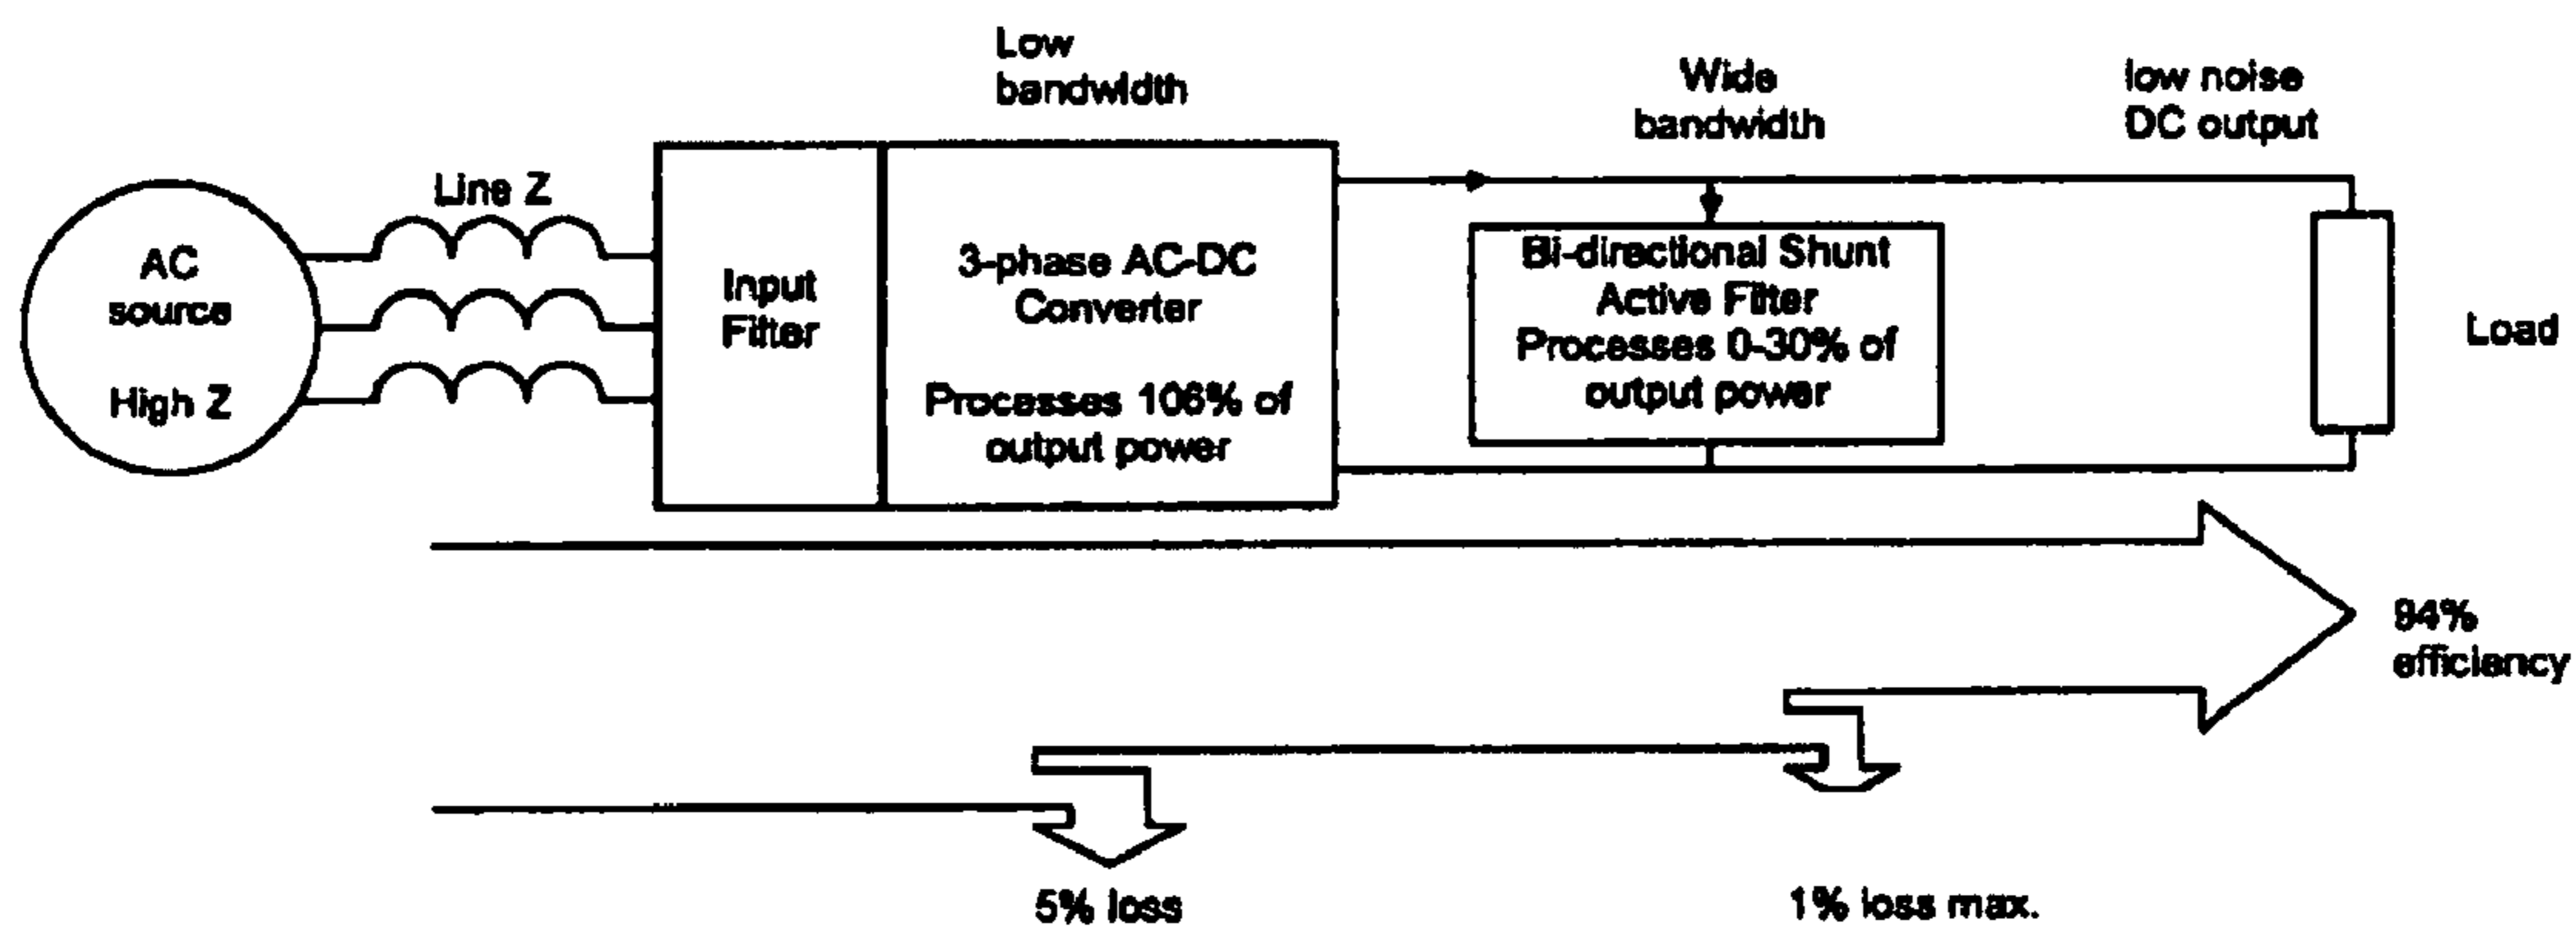 Low
bandwidth
Wide
bandwidth
low noise
DC output
Line Z
AC
source
High Z
Input
Filter
3-phase AC-DC
Converter
Processes 106% of
output power
Bi-directional Shunt
Active Filter
Processes 0-30% of
output power
Load
94%
efficiency
5% loss
1% loss max.